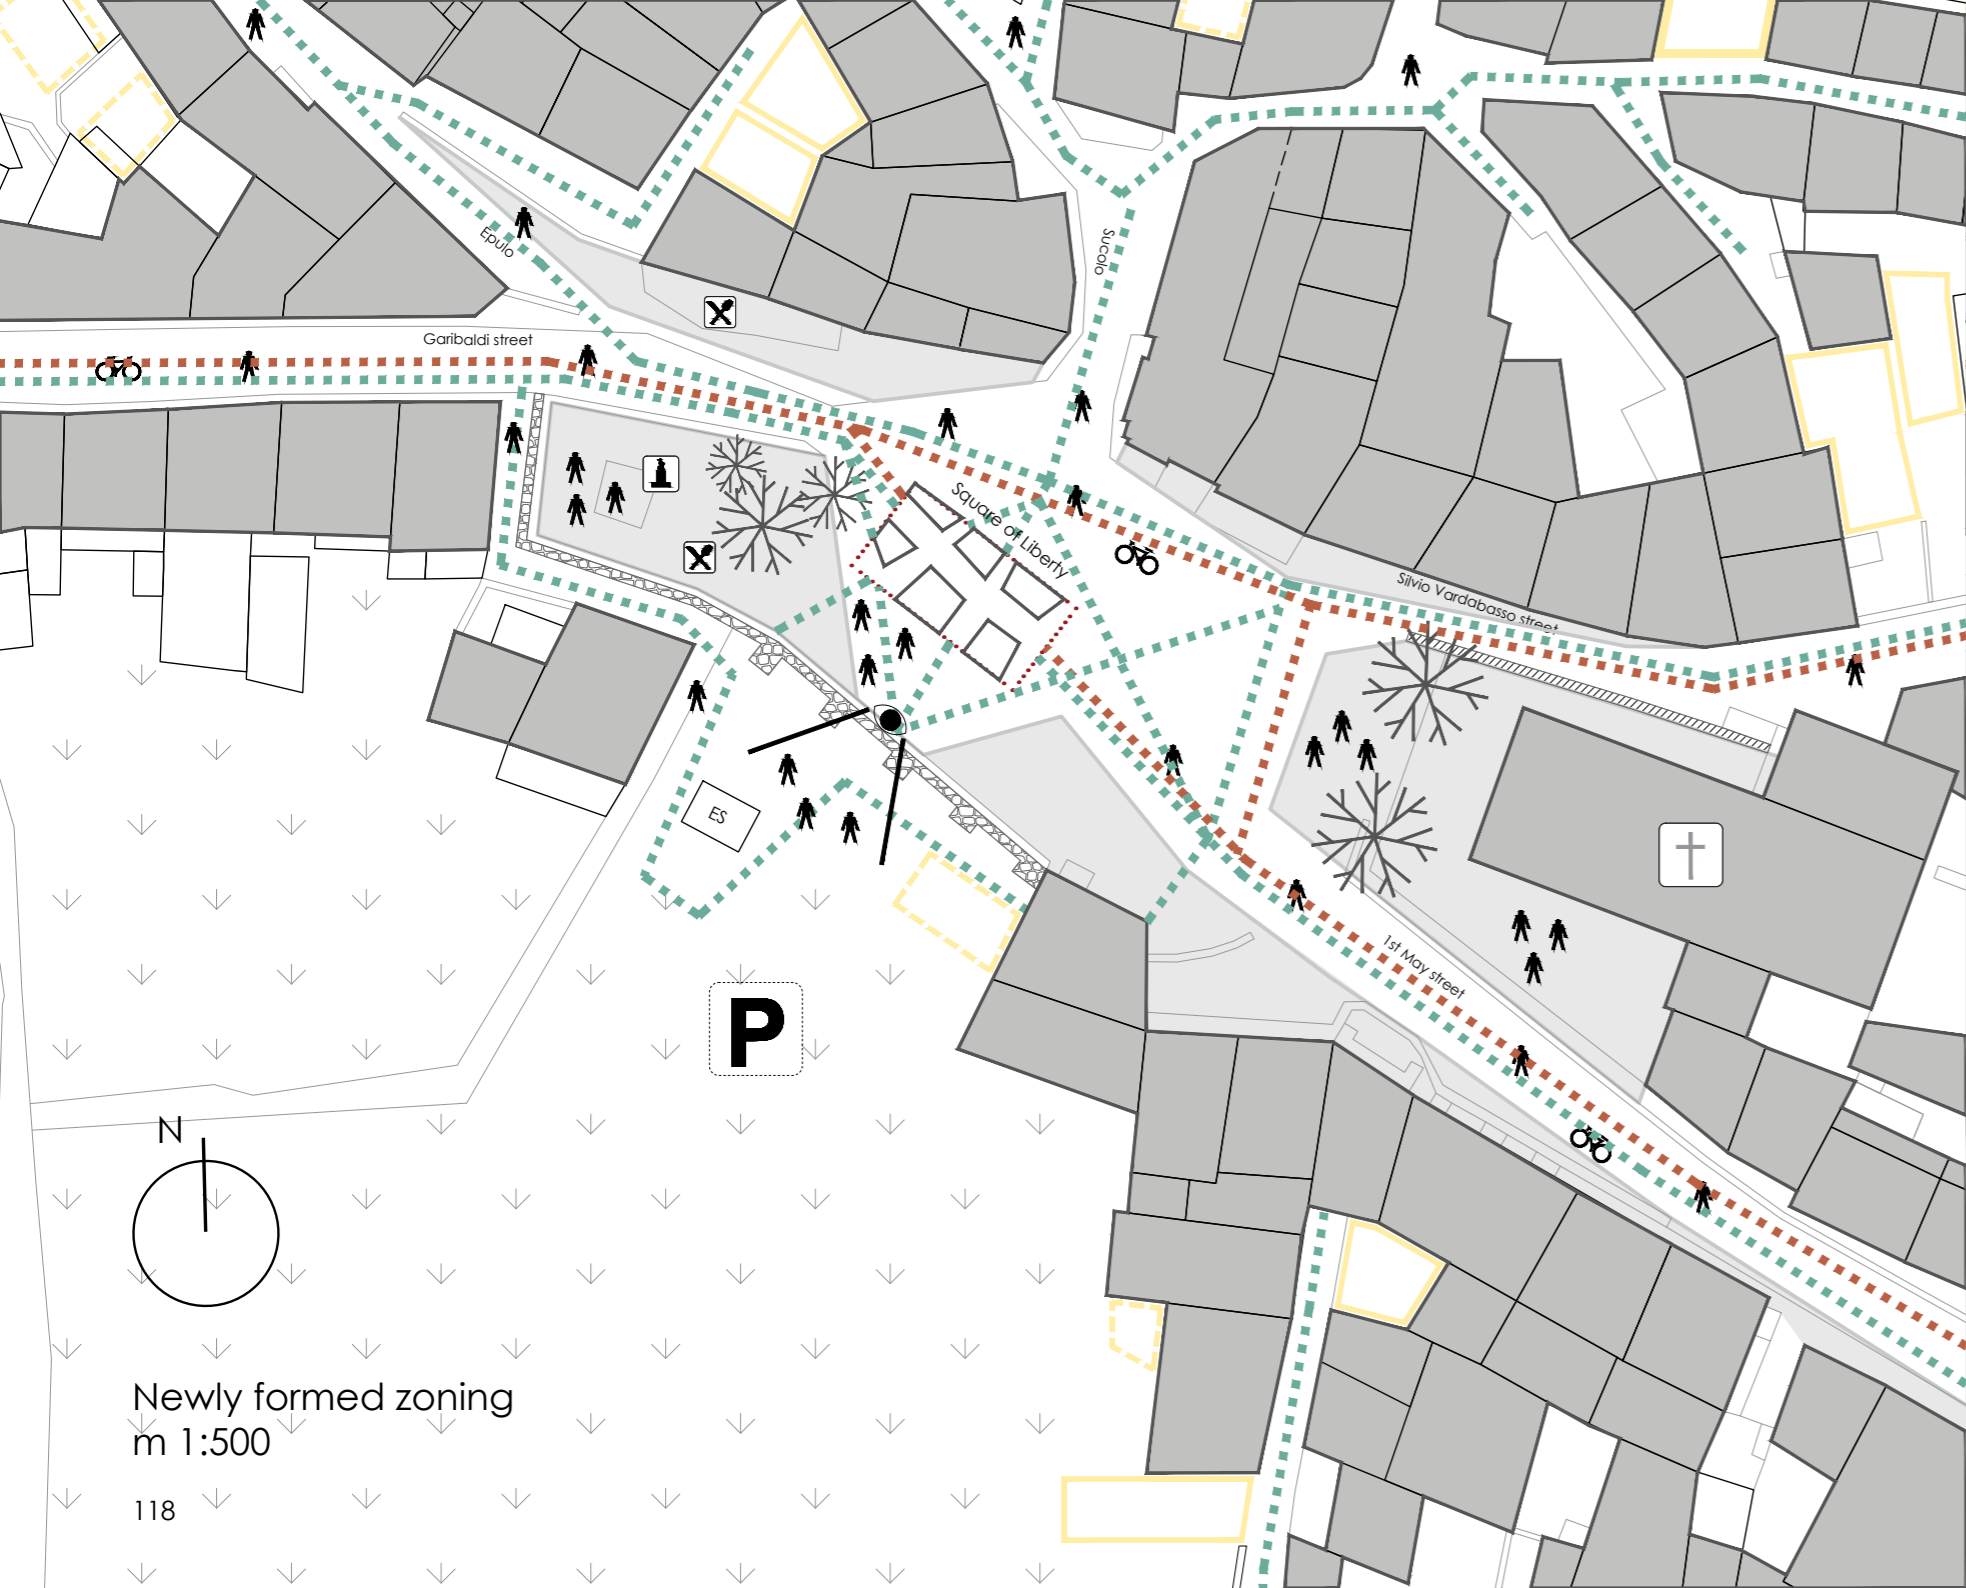 Epulo
Sucolo
Garibaldi street
Square of Liberty
Silvio Vardabasso street
ES
1st May street
P
N
Newly formed zoning
m 1:500
118